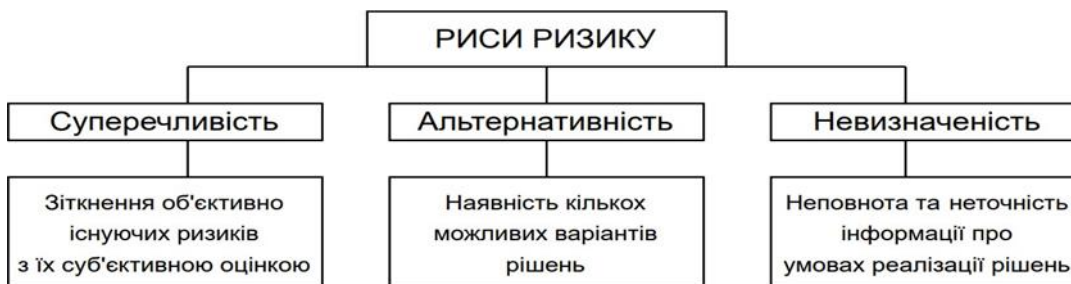 РИСИ РИЗИКУ
Суперечливість
Альтернативність
Невизначеність
Зіткнення об'єктивно
існуючих ризиків
з їх суб'єктивною оцінкою
Наявність кількох
можливих варіантів
рішень
Неповнота та неточність
інформації про
умовах реалізації рішень